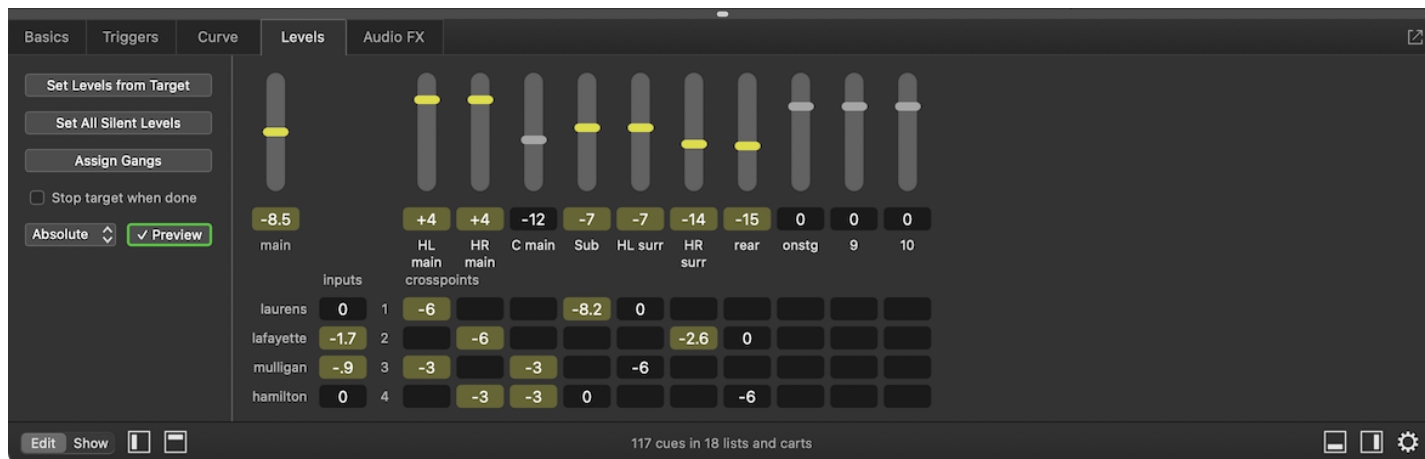 Basics Triggers Curve Levels Audio FX
Set Levels from Target
Set All Silent Levels
Assign Gangs
Stop target when done
Absolute ✓ Preview
-8.5 +4 +4 -12 -7 -7 -14 -15 0 0 0
main HL main HR main C main Sub HL surr HR surr rear onstg 9 10
inputs crosspoints
laurens 0 1 -6 -8.2 0
lafayette -1.7 2 -6 -2.6 0
mulligan -.9 3 -3 -3 -6
hamilton 0 4 -3 -3 0 -6
Edit Show 117 cues in 18 lists and carts